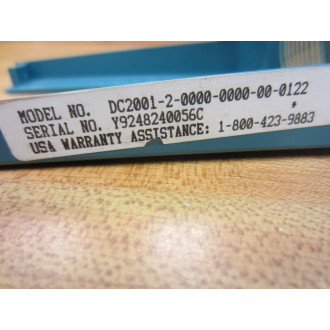 MODEL NO. DC2001-2-0000-0000-00-0122
SERIAL NO. Y9248240056C
USA WARRANTY ASSISTANCE: 1-800-423-9883